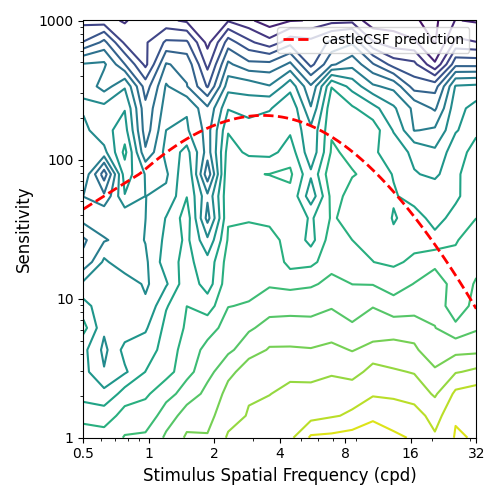 1000
castleCSF prediction
100
Sensitivity
10
1
0.5 1 2 4 8 16 32
Stimulus Spatial Frequency (cpd)